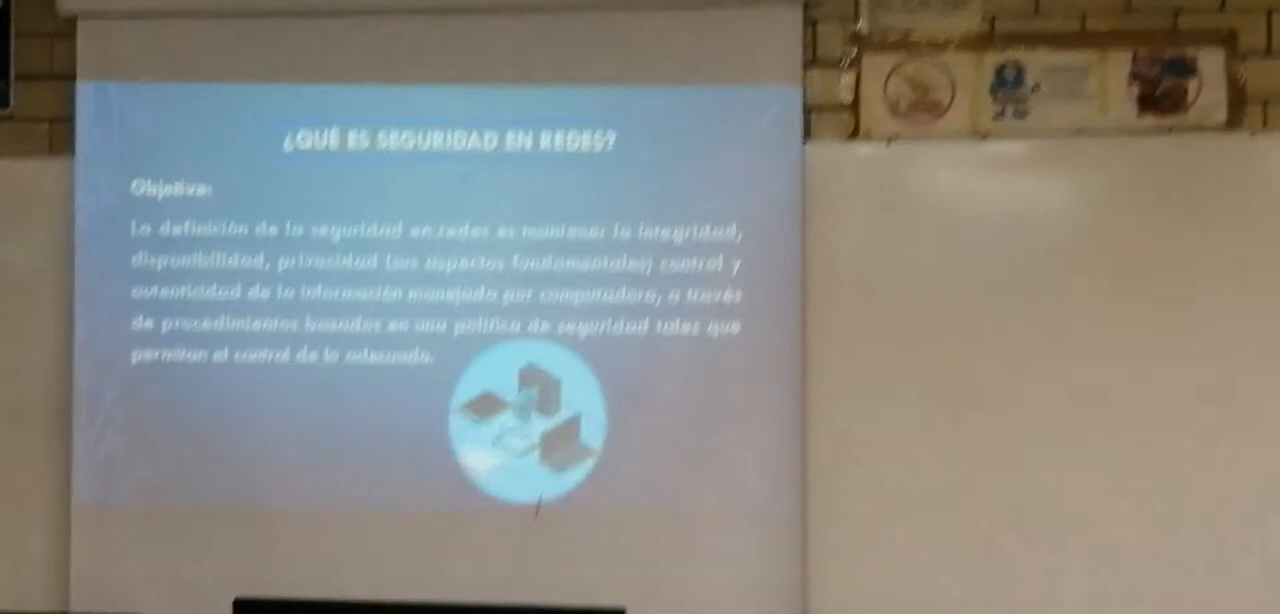 ¿QUÉ ES SEGURIDAD EN REDES?
Objetivo:
La definición de la seguridad en redes es mantener la integridad,
disponibilidad, privacidad (sus aspectos fundamentales) control y
autenticidad de la información manejada por computadora, a través
de procedimientos basados en una política de seguridad tales que
permitan el control de lo adecuado.